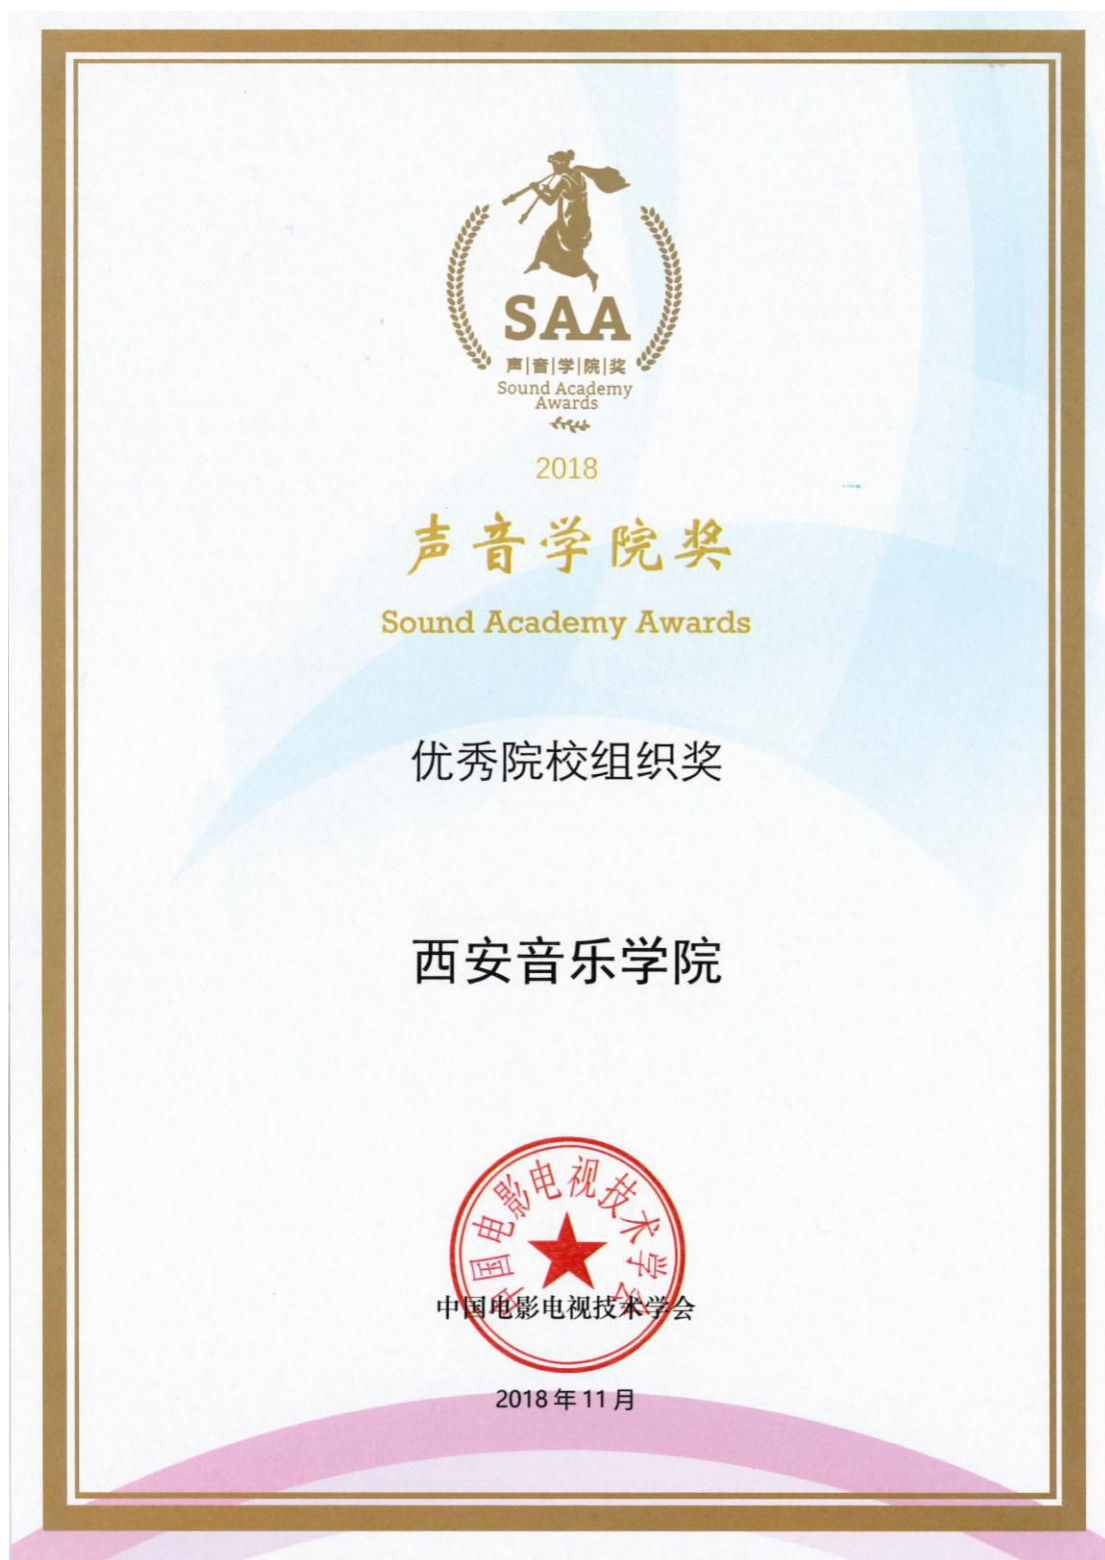 SAA
声|音|学|院|奖
Sound Academy
Awards
2018
声音学院奖
Sound Academy Awards
优秀院校组织奖
西安音乐学院
中国电影电视技术学会
中国电影电视技术学会
2018年11月